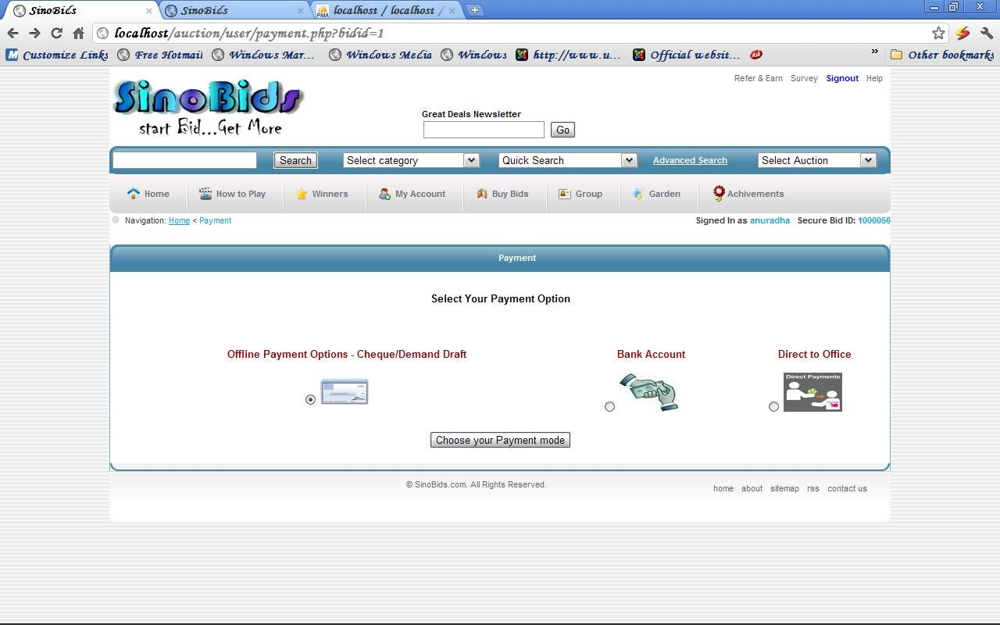 SinoBids
SinoBids
PMA localhost / localhost /
localhost/auction/user/payment.php?bidid=1
Customize Links Free Hotmail Windows Mar... Windows Media Windows http://www.u... Official websit... Ask » Other bookmarks
Refer & Earn Survey Signout Help
SinoBids
start Bid...Get More
Great Deals Newsletter
Go
Search Select category Quick Search Advanced Search Select Auction
Home How to Play Winners My Account Buy Bids Group Garden Achivements
Navigation: Home < Payment Signed In as anuradha Secure Bid ID: 1000056
Payment
Select Your Payment Option
Offline Payment Options - Cheque/Demand Draft Bank Account Direct to Office
Direct Payments
Choose your Payment mode
© SinoBids.com. All Rights Reserved.
home about sitemap rss contact us